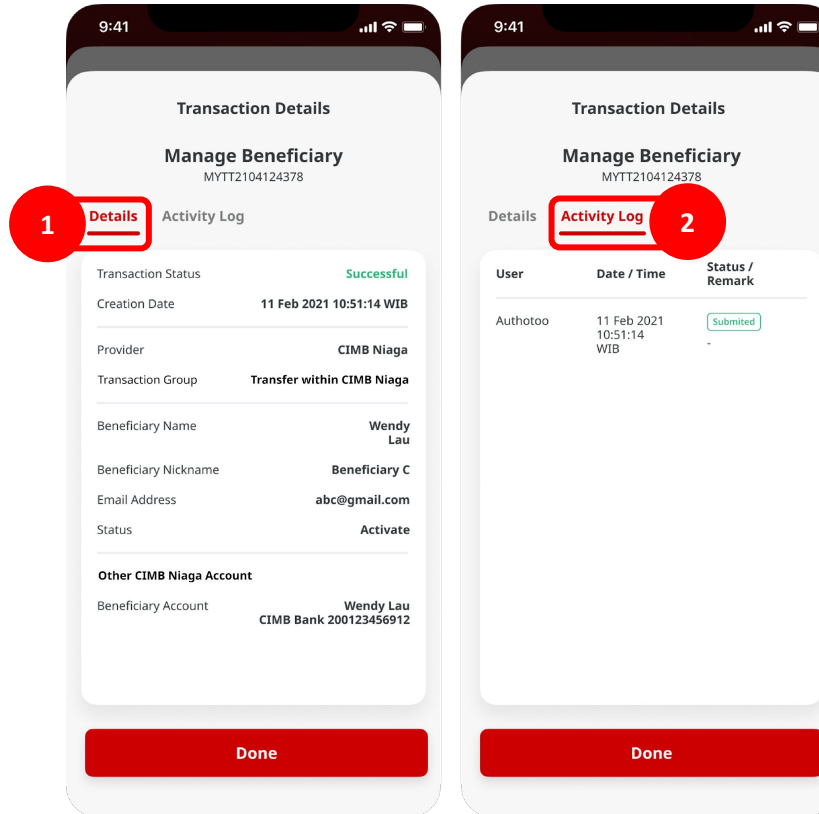 9:41
Transaction Details
Manage Beneficiary
MYTT2104124378
1
Details Activity Log
Transaction Status Successful
Creation Date 11 Feb 2021 10:51:14 WIB
Provider CIMB Niaga
Transaction Group Transfer within CIMB Niaga
Beneficiary Name Wendy
Lau
Beneficiary Nickname Beneficiary C
Email Address abc@gmail.com
Status Activate
Other CIMB Niaga Account
Beneficiary Account Wendy Lau
CIMB Bank 200123456912
Done
9:41
Transaction Details
Manage Beneficiary
MYTT2104124378
Details Activity Log
2
User Date / Time Status /
Remark
Authotoo 11 Feb 2021 Submited
10:51:14
-
WIB
Done